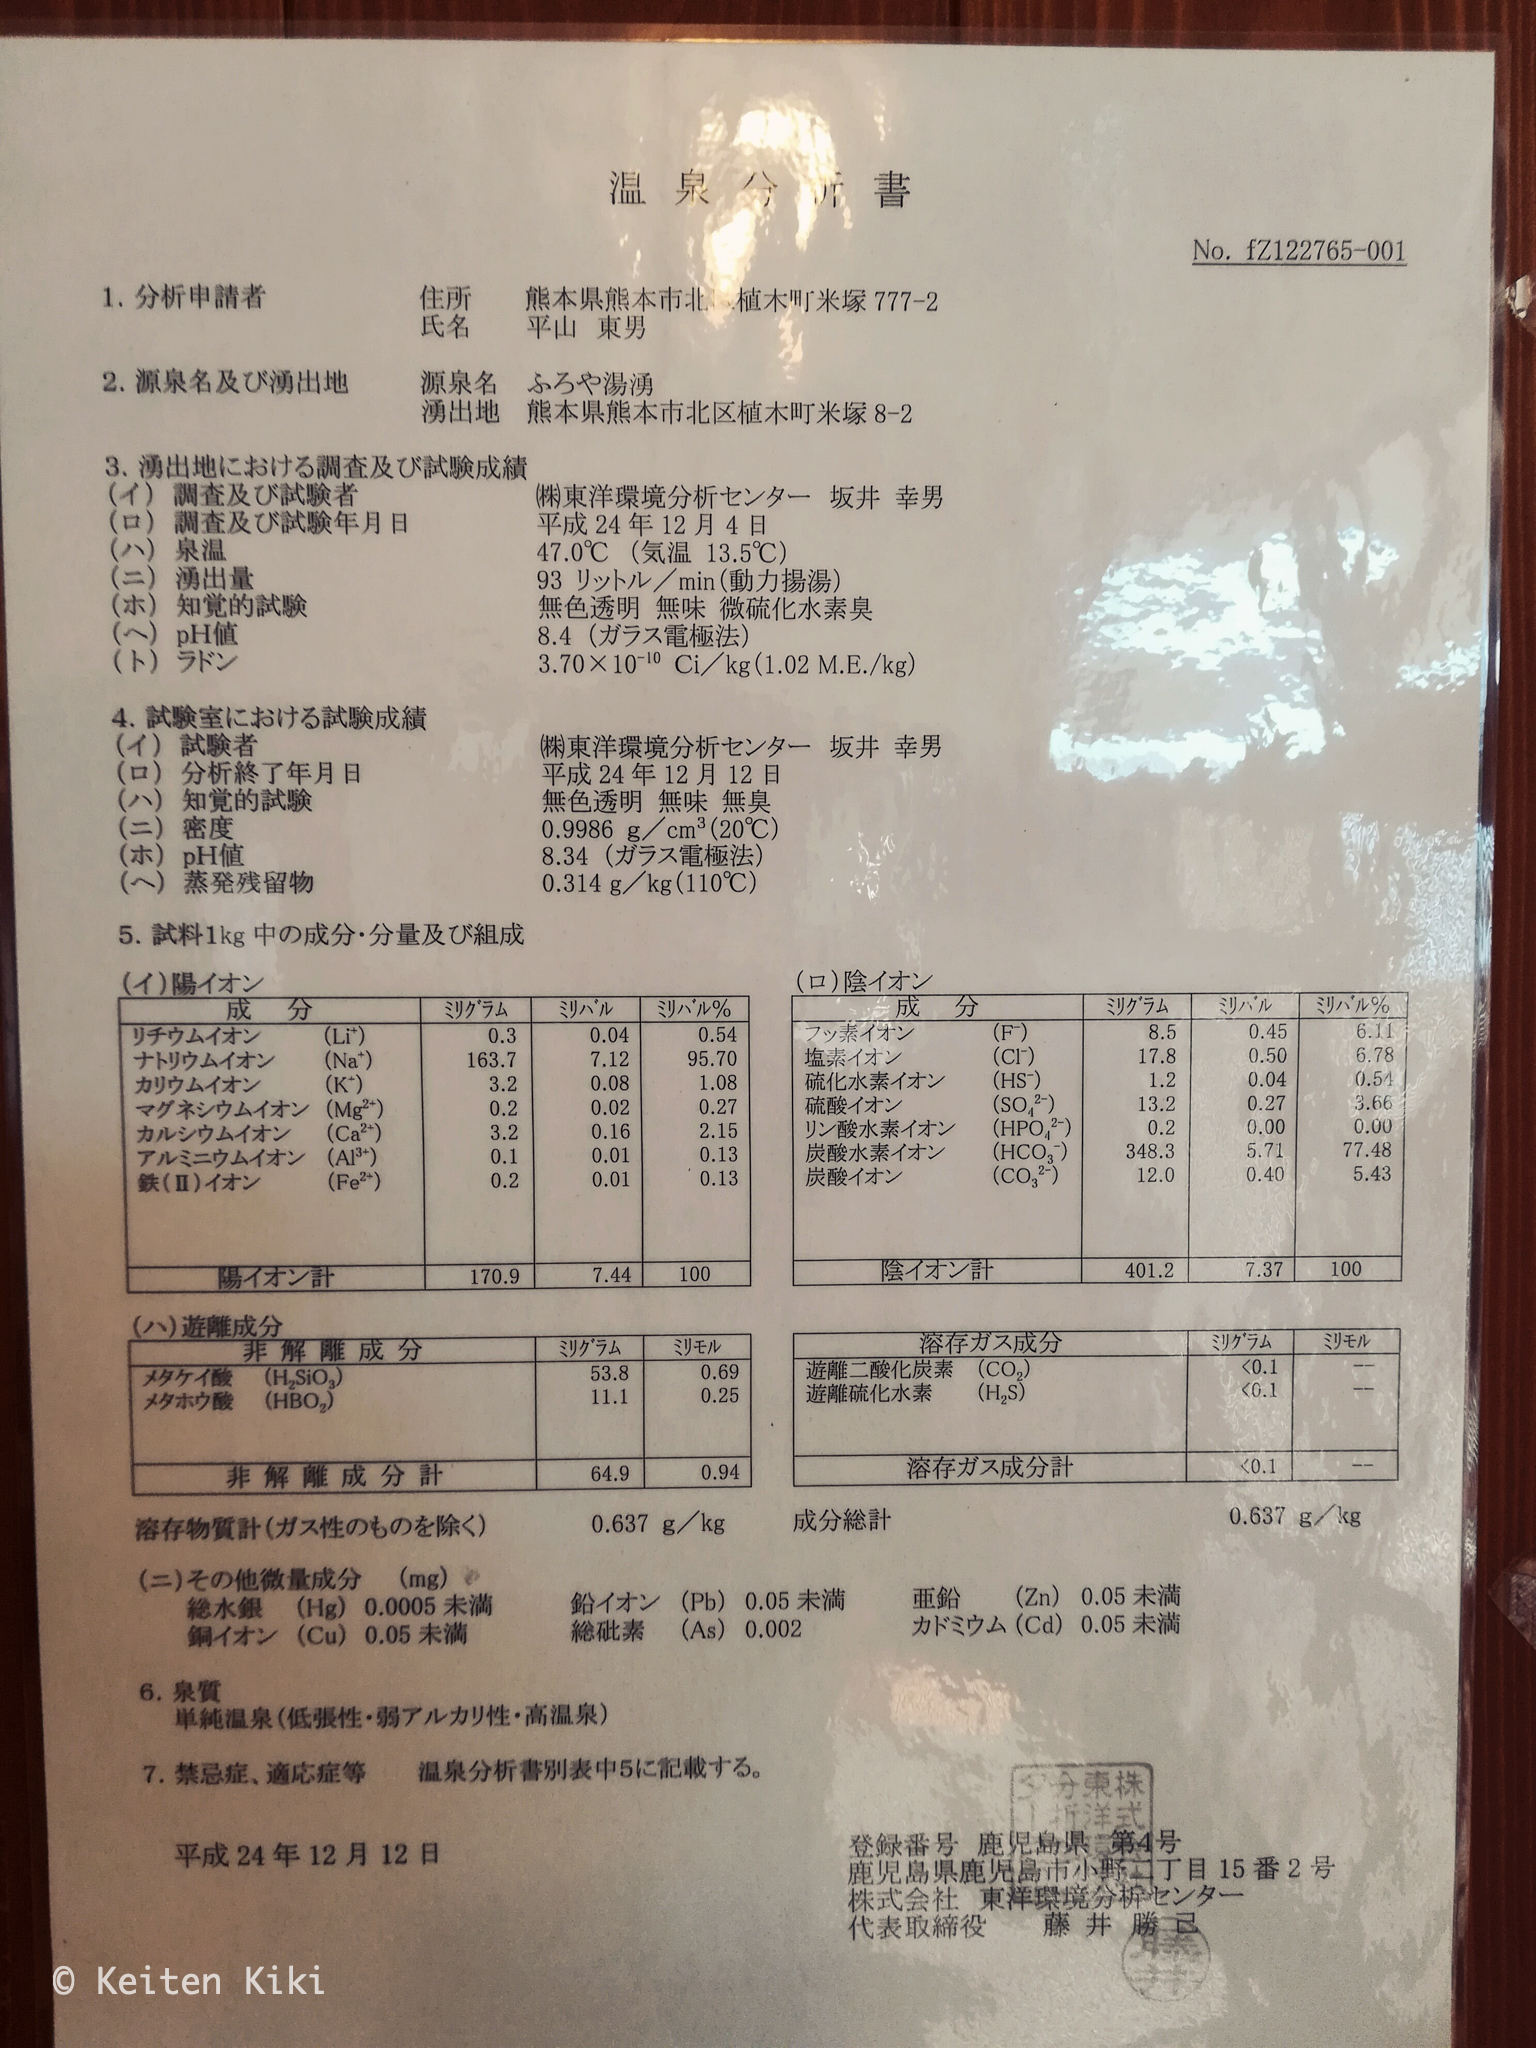 温泉分析書
No. fZ122765-001
1. 分析申請者 住所 熊本県熊本市北区植木町米塚 777-2
氏名 平山 東男
2. 源泉名及び湧出地 源泉名 ふろや湯湧
湧出地 熊本県熊本市北区植木町米塚 8-2
3. 湧出地における調査及び試験成績
(イ) 調査及び試験者 ㈱東洋環境分析センター 坂井 幸男
(ロ) 調査及び試験年月日 平成 24 年 12 月 4 日
(ハ) 泉温 47.0℃ (気温 13.5℃)
(ニ) 湧出量 93 リットル/min(動力揚湯)
(ホ) 知覚的試験 無色透明 無味 微硫化水素臭
(ヘ) pH値 8.4 (ガラス電極法)
(ト) ラドン 3.70×10⁻¹⁰ Ci/kg(1.02 M.E./kg)
4. 試験室における試験成績
(イ) 試験者 ㈱東洋環境分析センター 坂井 幸男
(ロ) 分析終了年月日 平成 24 年 12 月 12 日
(ハ) 知覚的試験 無色透明 無味 無臭
(ニ) 密度 0.9986 g/cm³(20℃)
(ホ) pH値 8.34 (ガラス電極法)
(ヘ) 蒸発残留物 0.314 g/kg(110℃)
5. 試料1kg 中の成分・分量及び組成
(イ)陽イオン
成分 ミリグラム ミリバル ミリバル%
リチウムイオン (Li⁺) 0.3 0.04 0.54
ナトリウムイオン (Na⁺) 163.7 7.12 95.70
カリウムイオン (K⁺) 3.2 0.08 1.08
マグネシウムイオン (Mg²⁺) 0.2 0.02 0.27
カルシウムイオン (Ca²⁺) 3.2 0.16 2.15
アルミニウムイオン (Al³⁺) 0.1 0.01 0.13
鉄(Ⅱ)イオン (Fe²⁺) 0.2 0.01 0.13
陽イオン計 170.9 7.44 100
(ロ)陰イオン
成分 ミリグラム ミリバル ミリバル%
フッ素イオン (F⁻) 8.5 0.45 6.11
塩素イオン (Cl⁻) 17.8 0.50 6.78
硫化水素イオン (HS⁻) 1.2 0.04 0.54
硫酸イオン (SO₄²⁻) 13.2 0.27 3.66
リン酸水素イオン (HPO₄²⁻) 0.2 0.00 0.00
炭酸水素イオン (HCO₃⁻) 348.3 5.71 77.48
炭酸イオン (CO₃²⁻) 12.0 0.40 5.43
陰イオン計 401.2 7.37 100
(ハ)遊離成分
非解離成分 ミリグラム ミリモル
メタケイ酸 (H₂SiO₃) 53.8 0.69
メタホウ酸 (HBO₂) 11.1 0.25
非解離成分計 64.9 0.94
溶存ガス成分 ミリグラム ミリモル
遊離二酸化炭素 (CO₂) <0.1 --
遊離硫化水素 (H₂S) <0.1 --
溶存ガス成分計 <0.1 --
溶存物質計(ガス性のものを除く) 0.637 g/kg 成分総計 0.637 g/kg
(ニ)その他微量成分 (mg)
総水銀 (Hg) 0.0005 未満 鉛イオン (Pb) 0.05 未満 亜鉛 (Zn) 0.05 未満
銅イオン (Cu) 0.05 未満 総砒素 (As) 0.002 カドミウム (Cd) 0.05 未満
6. 泉質
単純温泉(低張性・弱アルカリ性・高温泉)
7. 禁忌症、適応症等 温泉分析書別表中5に記載する。
平成 24 年 12 月 12 日
登録番号 鹿児島県 第4号
鹿児島県鹿児島市小野二丁目 15 番 2 号
株式会社 東洋環境分析センター
代表取締役 藤井 勝己
© Keiten Kiki